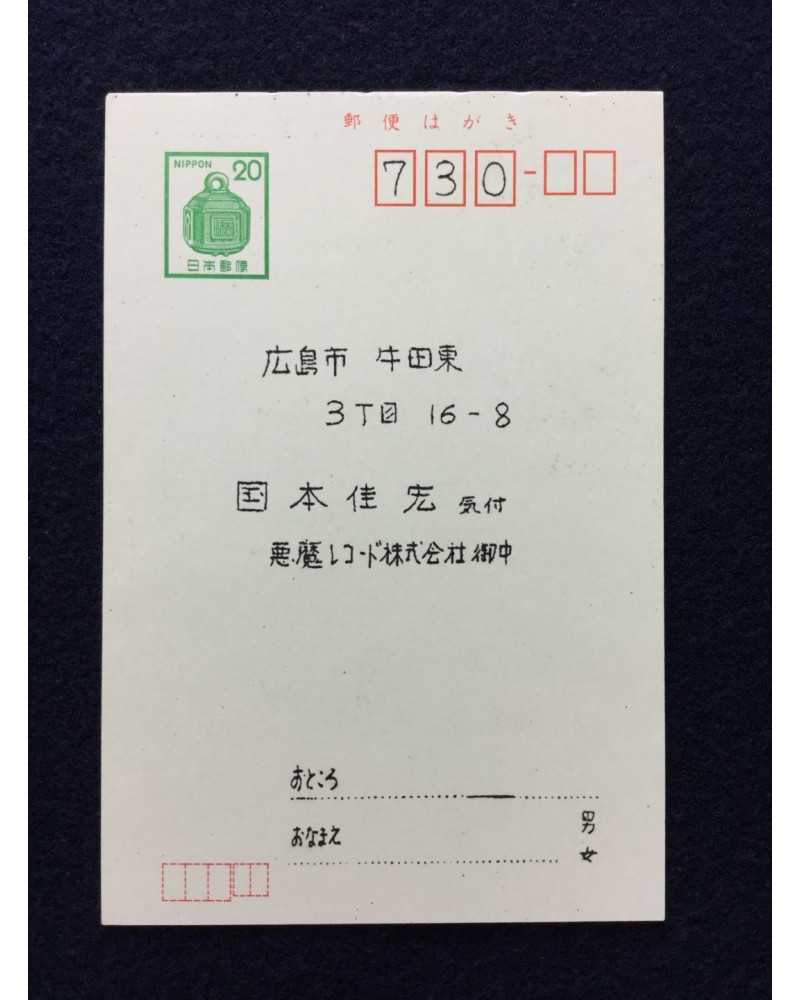 郵便はがき
NIPPON 20
日本郵便
730-
広島市 牛田東
3丁目 16-8
国本佳宏 気付
悪魔レコード株式会社御中
おところ
おなまえ
男
女